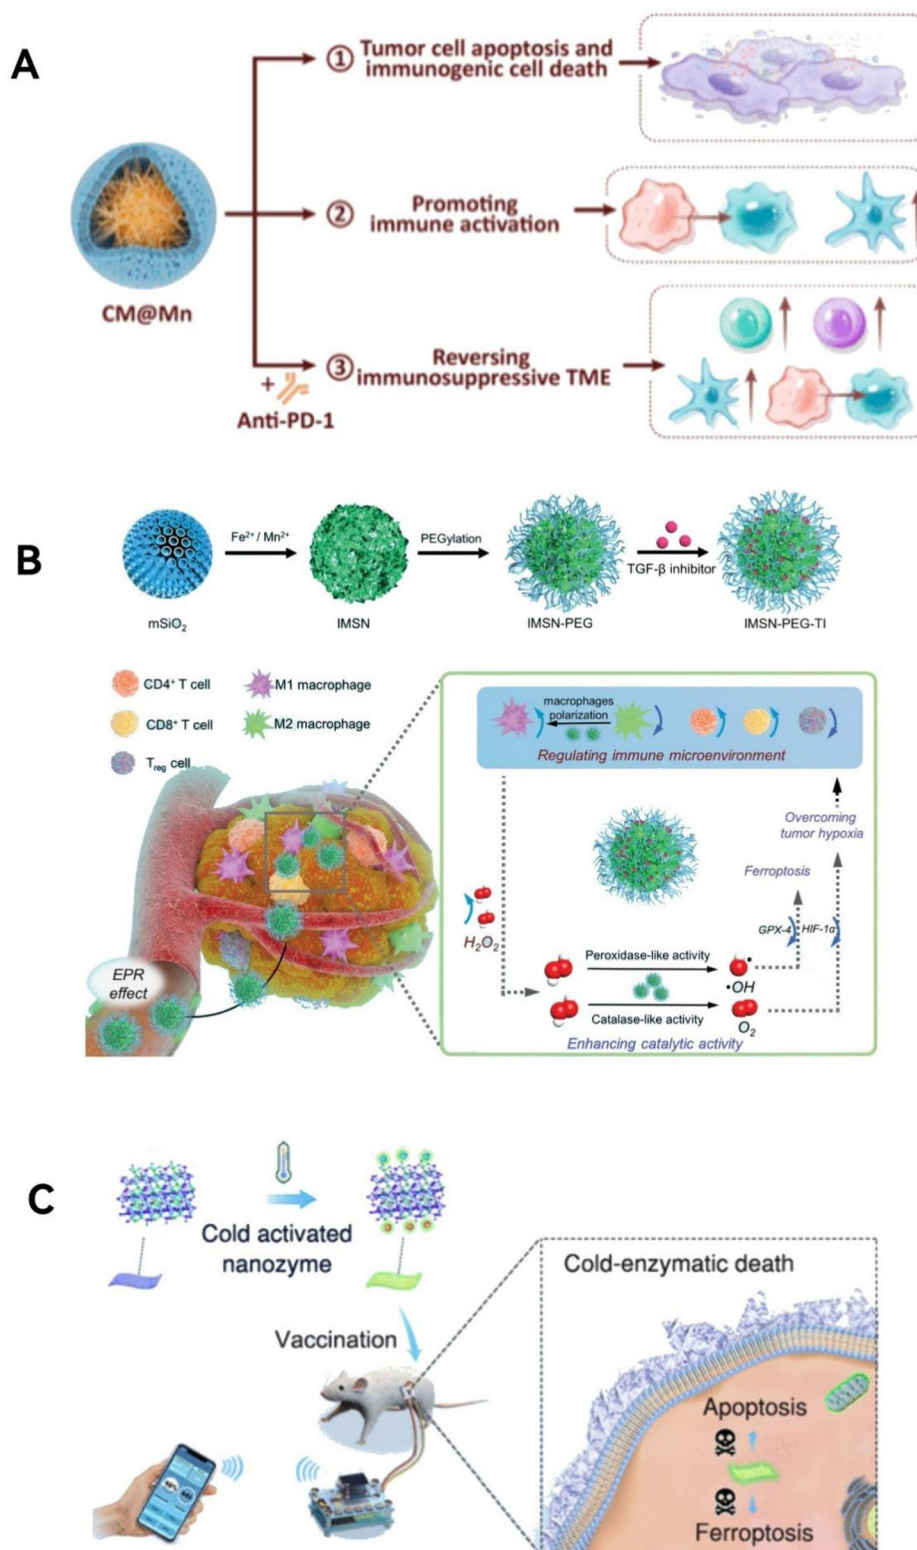 A
① Tumor cell apoptosis and
immunogenic cell death
② Promoting
immune activation
CM@Mn
③ Reversing
immunosuppressive TME
+
Anti-PD-1
B
Fe²⁺ / Mn²⁺
PEGylation
TGF-β inhibitor
mSiO₂
IMSN
IMSN-PEG
IMSN-PEG-TI
CD4⁺ T cell
M1 macrophage
CD8⁺ T cell
M2 macrophage
Treg cell
macrophages
polarization
Regulating immune microenvironment
Overcoming
tumor hypoxia
Ferroptosis
GPX-4
HIF-1α
H₂O₂
Peroxidase-like activity
•OH
Catalase-like activity
O₂
Enhancing catalytic activity
EPR
effect
C
Cold activated
nanozyme
Vaccination
Cold-enzymatic death
Apoptosis
Ferroptosis